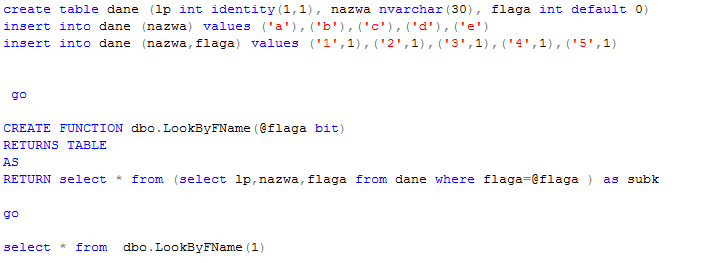 create table dane (lp int identity(1,1), nazwa nvarchar(30), flaga int default 0)
insert into dane (nazwa) values ('a'),('b'),('c'),('d'),('e')
insert into dane (nazwa,flaga) values ('1',1),('2',1),('3',1),('4',1),('5',1)
go
CREATE FUNCTION dbo.LookByFName(@flaga bit)
RETURNS TABLE
AS
RETURN select * from (select lp,nazwa,flaga from dane where flaga=@flaga ) as subk
go
select * from  dbo.LookByFName(1)